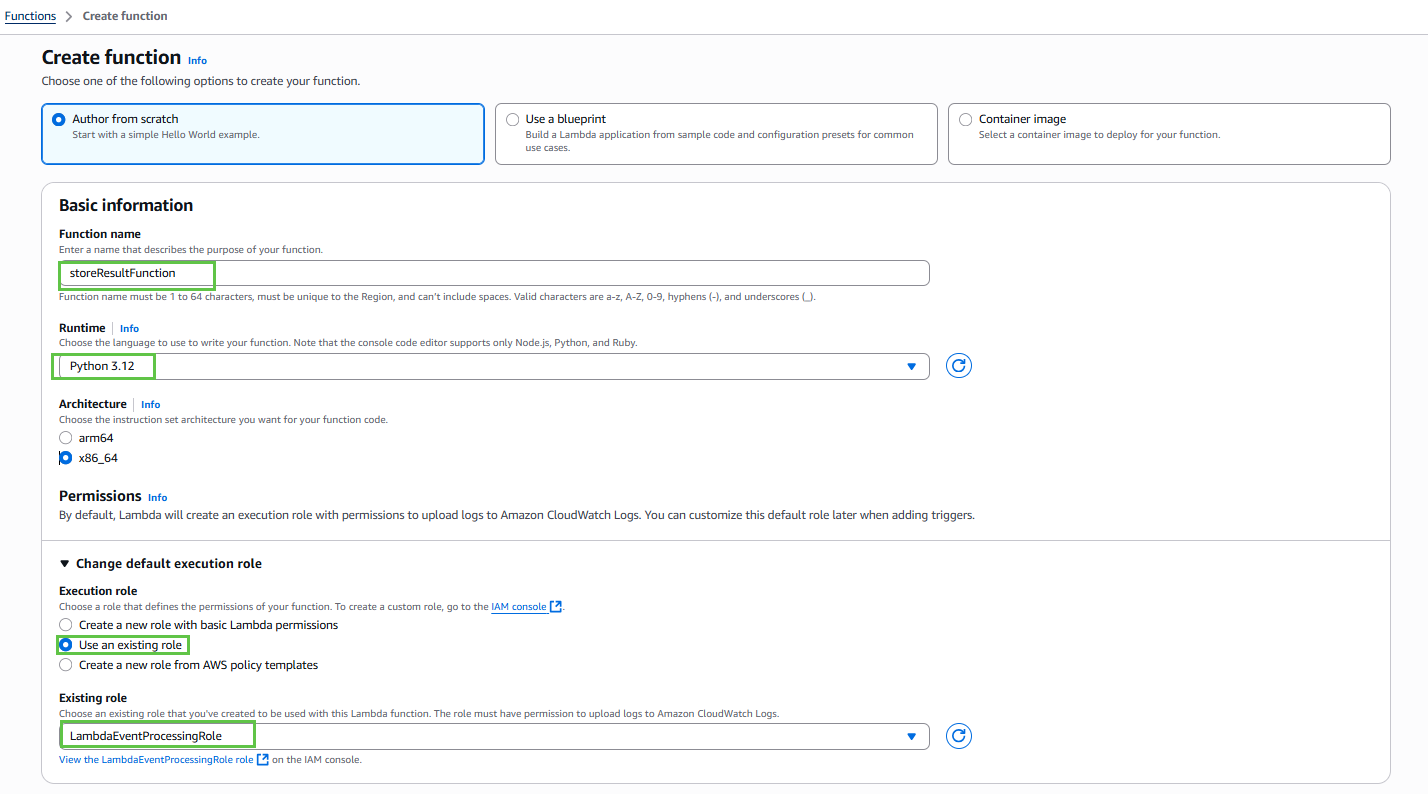 Functions > Create function
Create function Info
Choose one of the following options to create your function.
Author from scratch
Start with a simple Hello World example.
Use a blueprint
Build a Lambda application from sample code and configuration presets for common
use cases.
Container image
Select a container image to deploy for your function.
Basic information
Function name
Enter a name that describes the purpose of your function.
storeResultFunction
Function name must be 1 to 64 characters, must be unique to the Region, and can't include spaces. Valid characters are a-z, A-Z, 0-9, hyphens (-), and underscores (_).
Runtime Info
Choose the language to use to write your function. Note that the console code editor supports only Node.js, Python, and Ruby.
Python 3.12
Architecture Info
Choose the instruction set architecture you want for your function code.
arm64
x86_64
Permissions Info
By default, Lambda will create an execution role with permissions to upload logs to Amazon CloudWatch Logs. You can customize this default role later when adding triggers.
Change default execution role
Execution role
Choose a role that defines the permissions of your function. To create a custom role, go to the IAM console.
Create a new role with basic Lambda permissions
Use an existing role
Create a new role from AWS policy templates
Existing role
Choose an existing role that you've created to be used with this Lambda function. The role must have permission to upload logs to Amazon CloudWatch Logs.
LambdaEventProcessingRole
View the LambdaEventProcessingRole role on the IAM console.